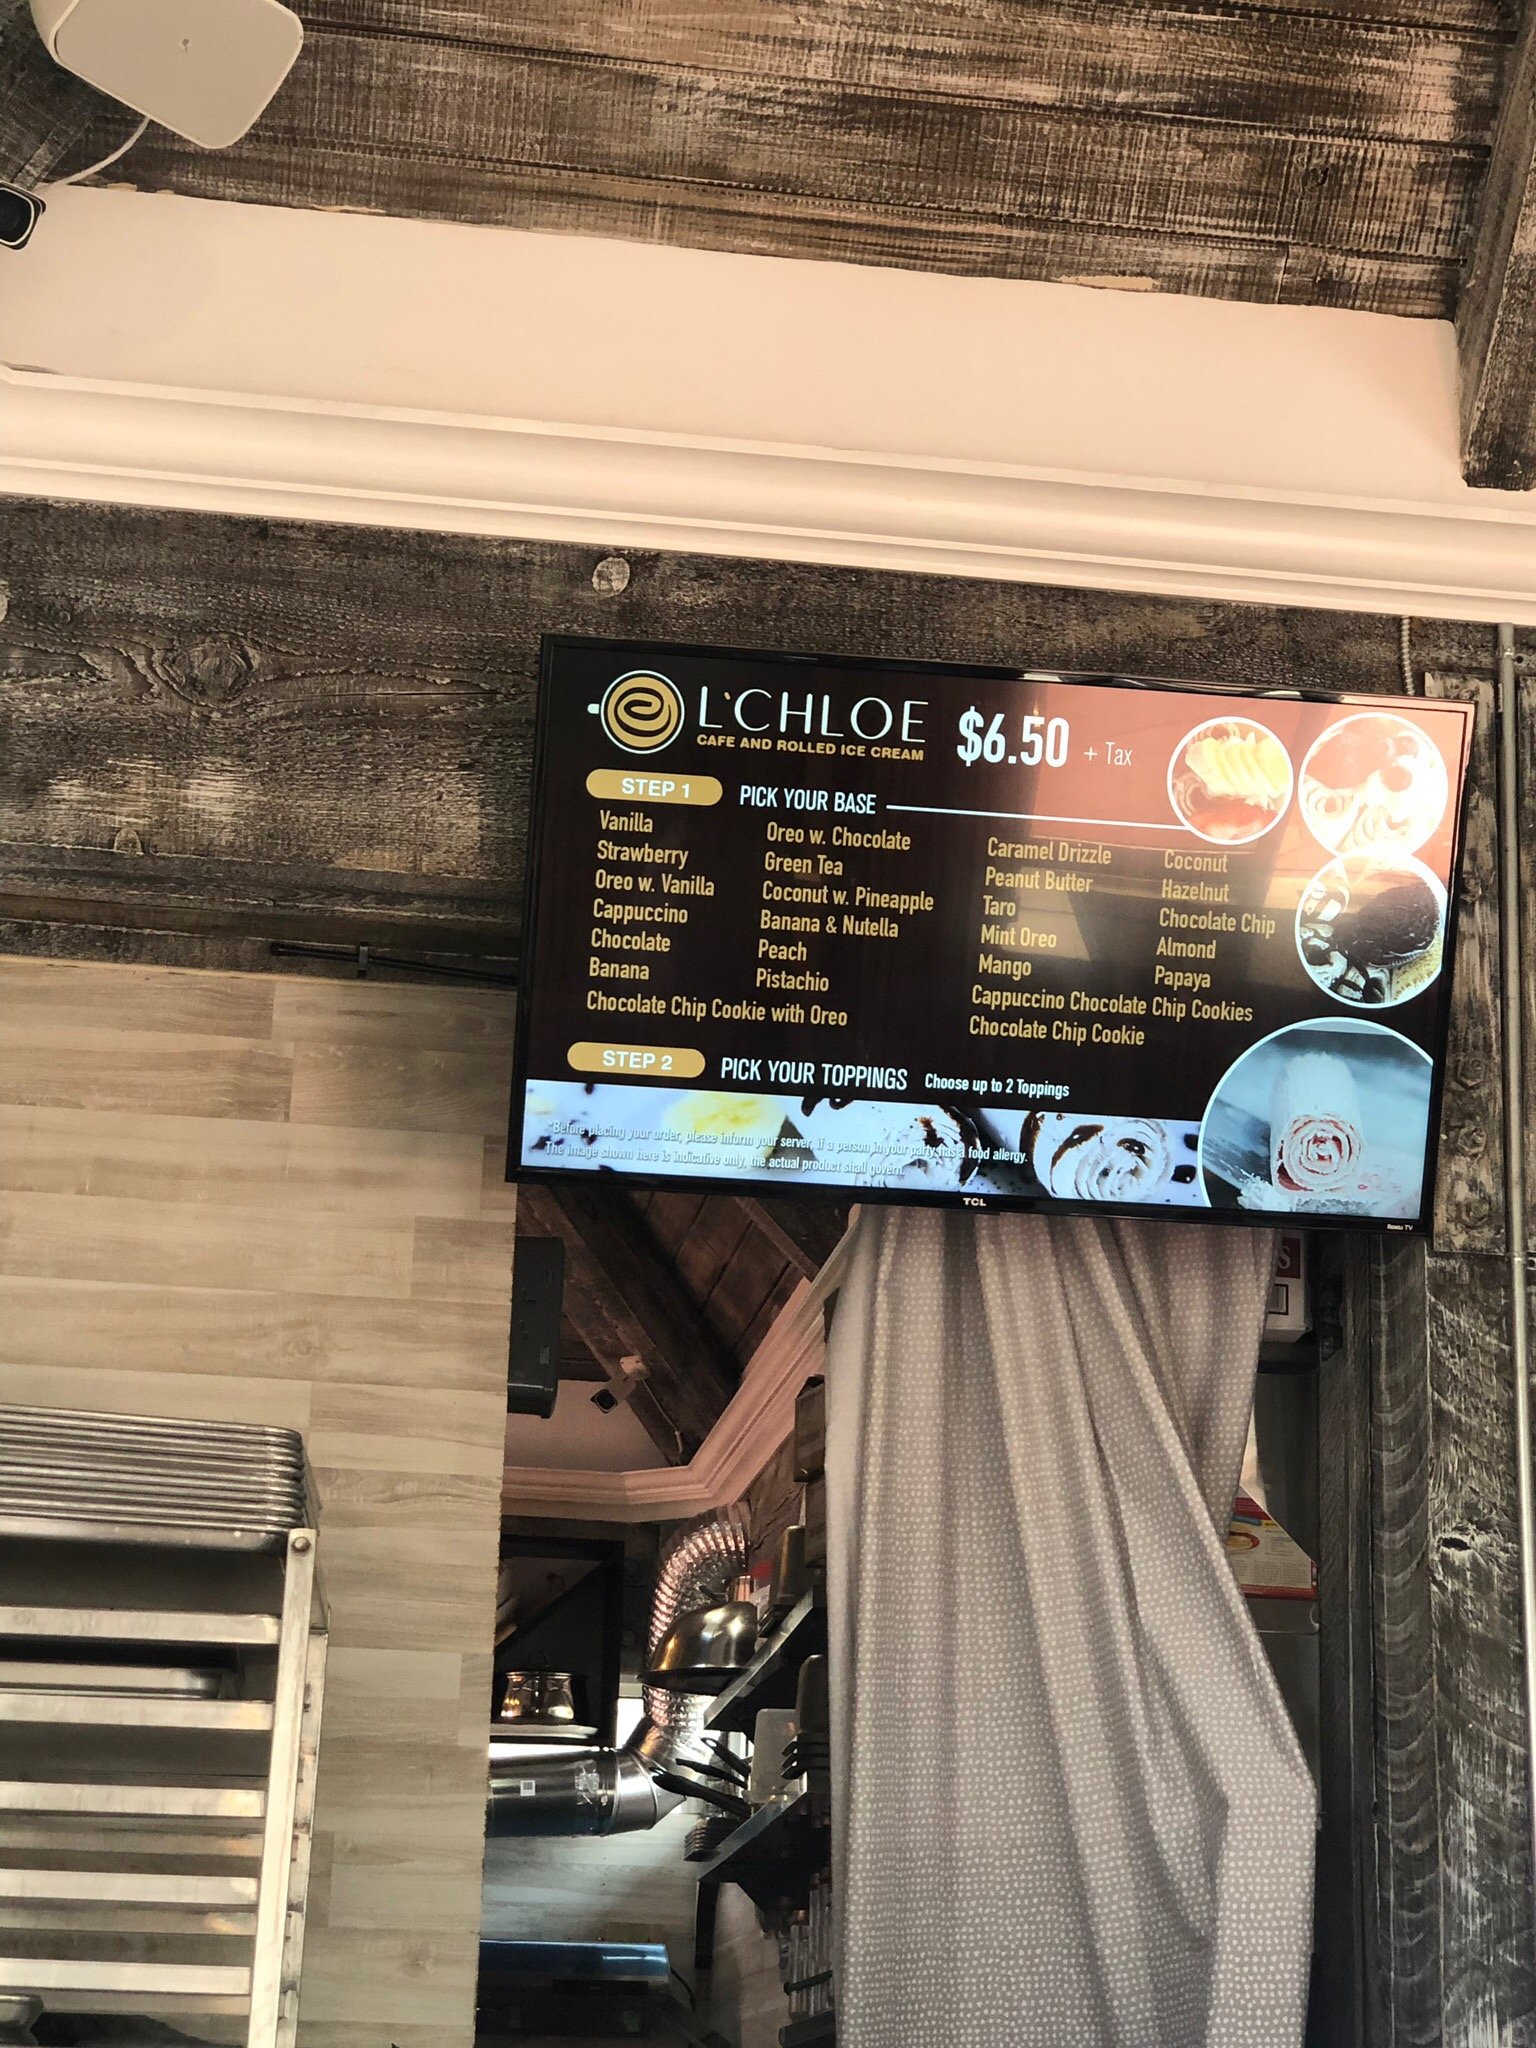 L'CHLOE
CAFE AND ROLLED ICE CREAM
$6.50 + Tax
STEP 1 PICK YOUR BASE
Vanilla
Strawberry
Oreo w. Vanilla
Cappuccino
Chocolate
Banana
Chocolate Chip Cookie with Oreo
Oreo w. Chocolate
Green Tea
Coconut w. Pineapple
Banana & Nutella
Peach
Pistachio
Caramel Drizzle
Peanut Butter
Taro
Mint Oreo
Mango
Cappuccino Chocolate Chip Cookies
Chocolate Chip Cookie
Coconut
Hazelnut
Chocolate Chip
Almond
Papaya
STEP 2 PICK YOUR TOPPINGS Choose up to 2 Toppings
*Before placing your order, please inform your server, if a person in your party has a food allergy.
The image shown here is indicative only, the actual product shall govern.
TCL
Roku TV